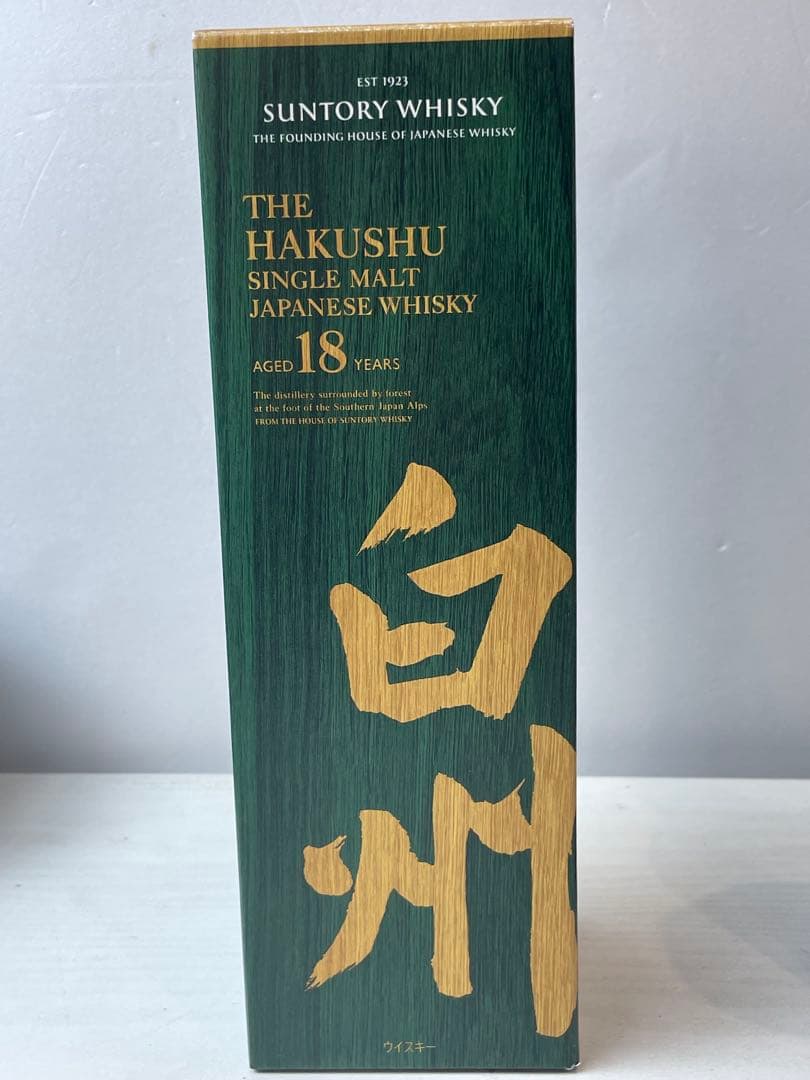 EST 1923
SUNTORY WHISKY
THE FOUNDING HOUSE OF JAPANESE WHISKY
THE
HAKUSHU
SINGLE MALT
JAPANESE WHISKY
AGED 18 YEARS
The distillery surrounded by forest
at the foot of the Southern Japan Alps
FROM THE HOUSE OF SUNTORY WHISKY
白
州
ウイスキー